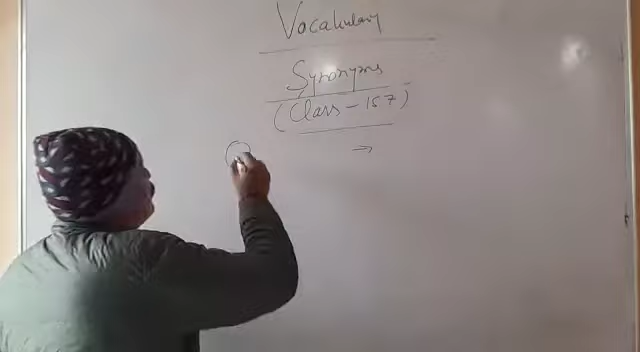 Vocabulary
Synonyms
(Class - 157)
→